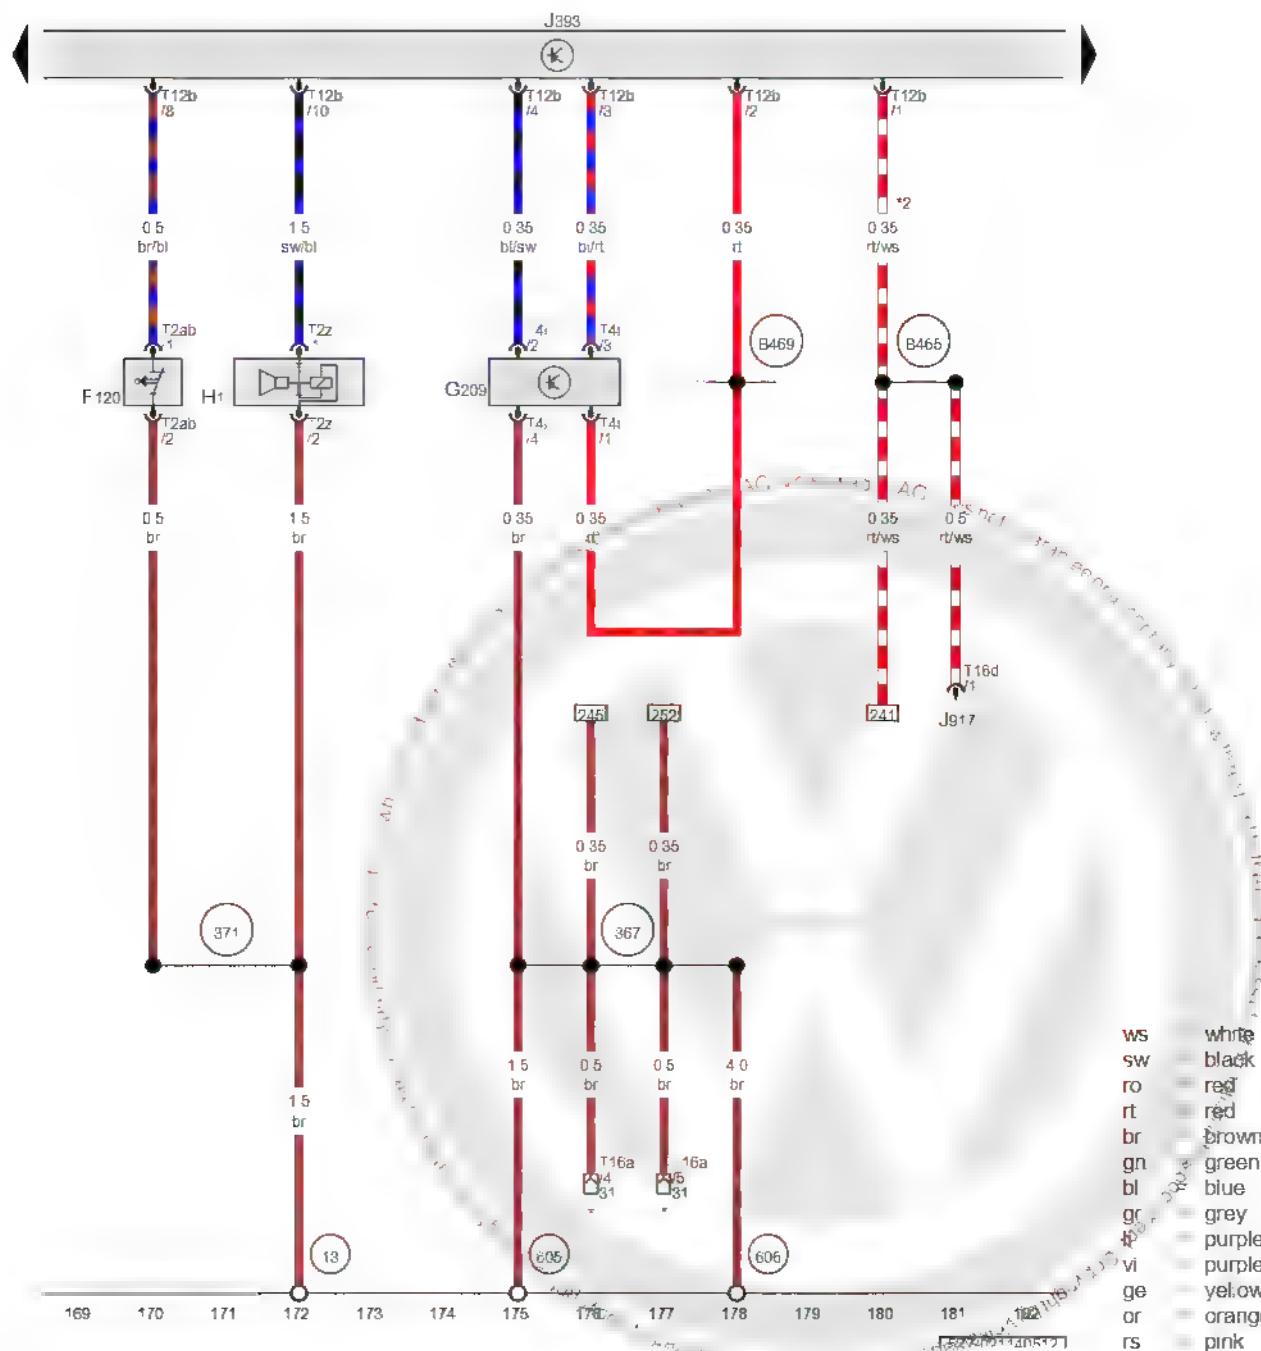 J393
T12b T12b T12b T12b T12b T12b
/8 /10 /4 /3 /2 /1
*2
0.5 1.5 0.35 0.35 0.35 0.35
br/bl sw/bl bl/sw bl/rt rt rt/ws
T2ab T2z T4i
/1 /2 /3
B469 B465
F120 H1 G209
T2ab T2z
/2 /2 /4 /1
0.5 1.5 0.35 0.35 0.35 0.5
br br br rt rt/ws rt/ws
T16d
/1
245 252 241 J917
0.35 0.35
br br
371 367
1.5 0.5 0.5 4.0
br br br br
1.5
br
T16a 16a
/4 /5
31 31
13 605 606
169 170 171 172 173 174 175 176 177 178 179 180 181
ws white
sw black
ro red
rt red
br brown
gn green
bl blue
gr grey
purple
vi purple
ge yellow
or orang
rs pink